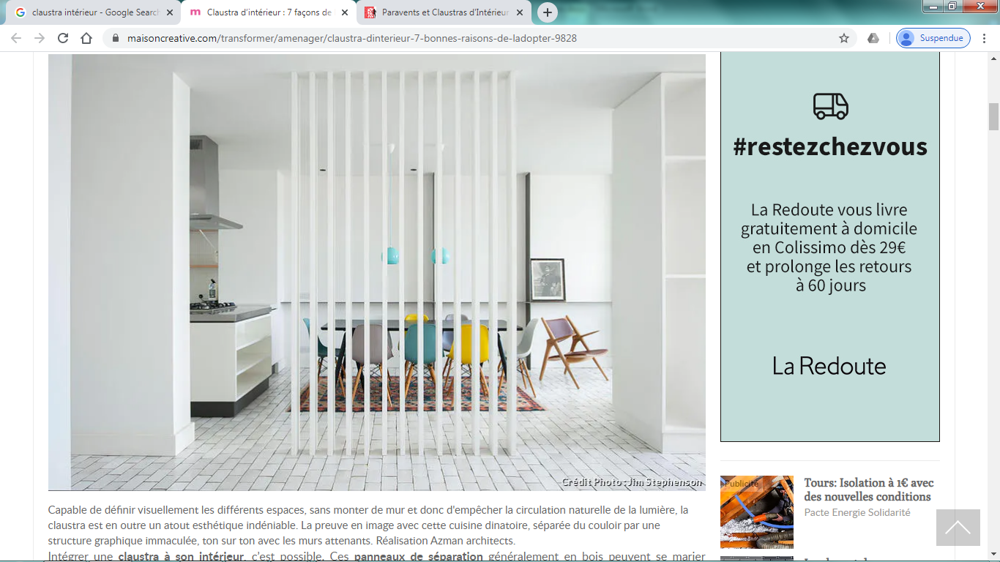 claustra intérieur - Google Search
Claustra d'intérieur : 7 façons de
Paravents et Claustras d'Intérieur
maisoncreative.com/transformer/amenager/claustra-dinterieur-7-bonnes-raisons-de-ladopter-9828
Suspendue
Crédit Photo : Jim Stephenson
Capable de définir visuellement les différents espaces, sans monter de mur et donc d'empêcher la circulation naturelle de la lumière, la
claustra est en outre un atout esthétique indéniable. La preuve en image avec cette cuisine dinatoire, séparée du couloir par une
structure graphique immaculée, ton sur ton avec les murs attenants. Réalisation Azman architects.
Intégrer une claustra à son intérieur, c'est possible. Ces panneaux de séparation généralement en bois peuvent se marier
#restezchezvous
La Redoute vous livre
gratuitement à domicile
en Colissimo dès 29€
et prolonge les retours
à 60 jours
La Redoute
Publicité
Tours: Isolation à 1€ avec
des nouvelles conditions
Pacte Energie Solidarité